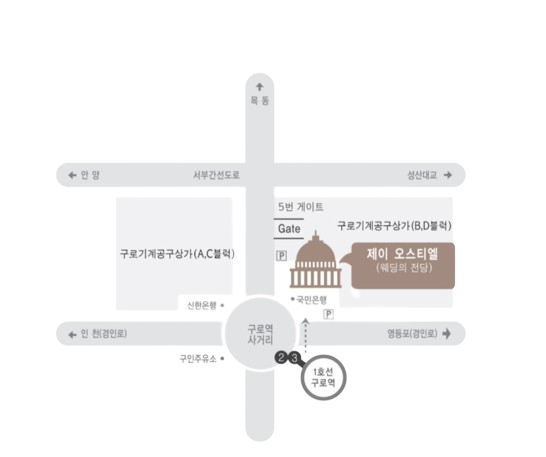 목 동
안 양
서부간선도로
성산대교
5번 게이트
Gate
구로기계공구상가(B,D블럭)
구로기계공구상가(A,C블럭)
P
제이 오스티엘
(웨딩의 전당)
신한은행
국민은행
P
인 천(경인로)
구로역
사거리
영등포(경인로)
구인주유소
2 3
1호선
구로역